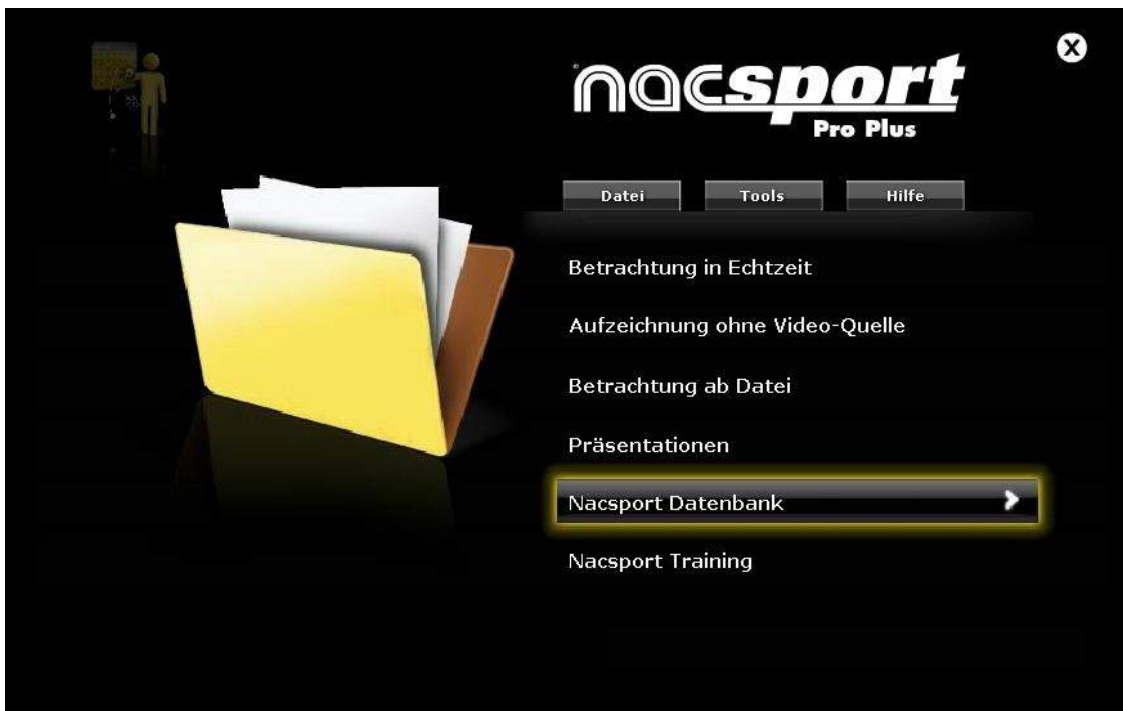 nacsport
Pro Plus
Datei Tools Hilfe
Betrachtung in Echtzeit
Aufzeichnung ohne Video-Quelle
Betrachtung ab Datei
Präsentationen
Nacsport Datenbank
Nacsport Training